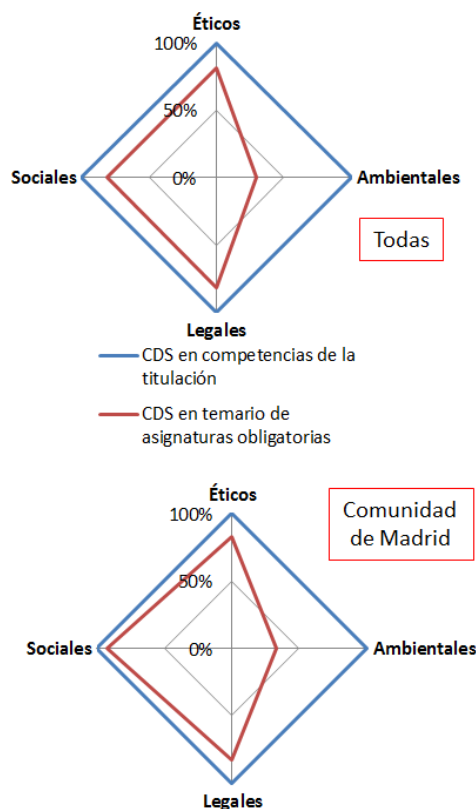 Éticos
100%
50%
Sociales
0%
Ambientales
Todas
Legales
CDS en competencias de la
titulación
CDS en temario de
asignaturas obligatorias
Éticos
Comunidad
de Madrid
100%
50%
Sociales
0%
Ambientales
Legales